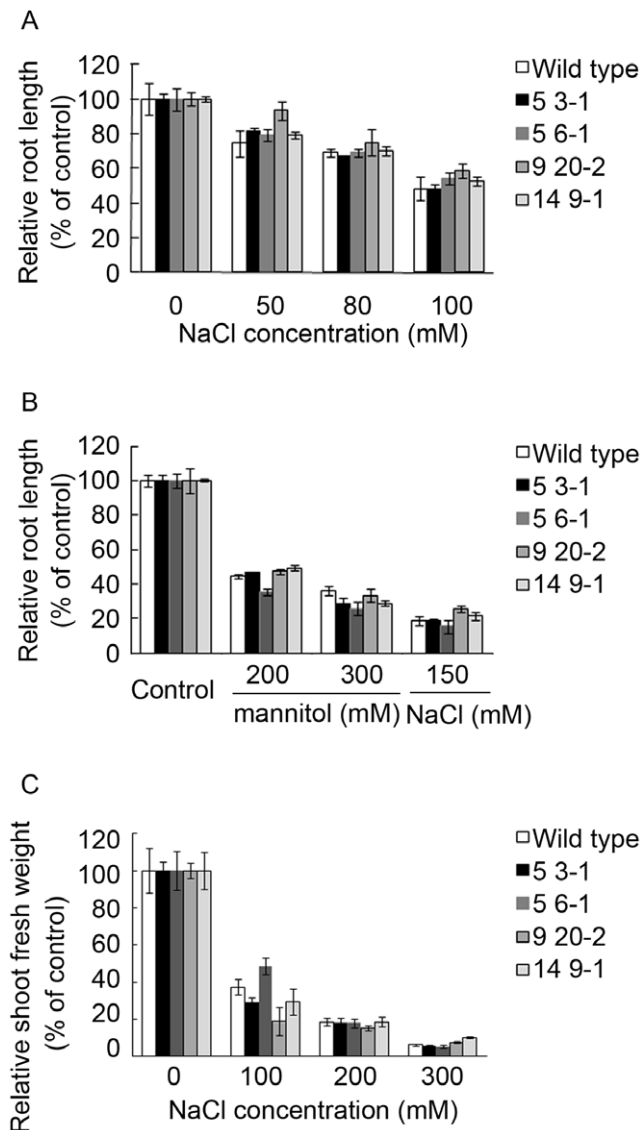 A
Relative root length
(% of control)
120
100
80
60
40
20
0
0 50 80 100
NaCl concentration (mM)
Wild type
5 3-1
5 6-1
9 20-2
14 9-1
B
Relative root length
(% of control)
120
100
80
60
40
20
0
Control
200 300 150
mannitol (mM) NaCl (mM)
Wild type
5 3-1
5 6-1
9 20-2
14 9-1
C
Relative shoot fresh weight
(% of control)
120
100
80
60
40
20
0
0 100 200 300
NaCl concentration (mM)
Wild type
5 3-1
5 6-1
9 20-2
14 9-1